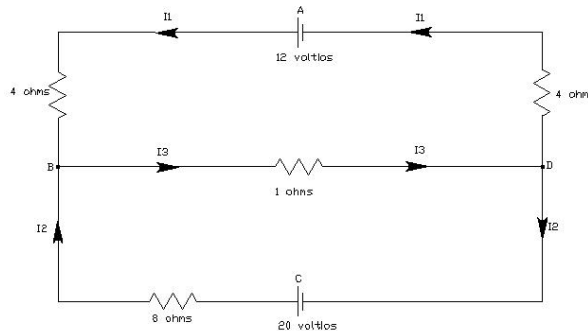 I1 A I1
12 voltios
4 ohms 4 ohm
B I3 I3 D
1 ohms
I2 I2
C
8 ohms 20 voltios